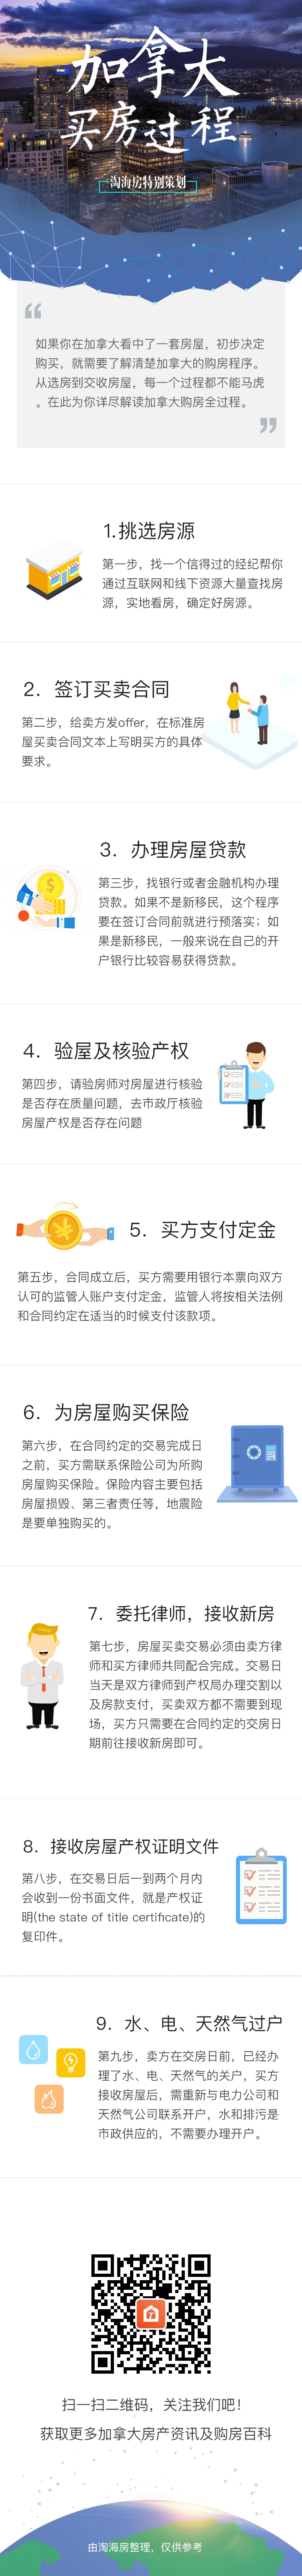 加拿大
买房过程
淘海房特别策划
如果你在加拿大看中了一套房屋，初步决定
购买，就需要了解清楚加拿大的购房程序。
从选房到交收房屋，每一个过程都不能马虎
。在此为你详尽解读加拿大购房全过程。
1.挑选房源
第一步，找一个信得过的经纪帮你
通过互联网和线下资源大量查找房
源，实地看房，确定好房源。
2. 签订买卖合同
第二步，给卖方发offer，在标准房
屋买卖合同文本上写明买方的具体
要求。
3. 办理房屋贷款
第三步，找银行或者金融机构办理
贷款。如果不是新移民，这个程序
要在签订合同前就进行预落实；如
果是新移民，一般来说在自己的开
户银行比较容易获得贷款。
4. 验屋及核验产权
第四步，请验房师对房屋进行核验
是否存在质量问题，去市政厅核验
房屋产权是否存在问题
5. 买方支付定金
第五步，合同成立后，买方需要用银行本票向双方
认可的监管人账户支付定金，监管人将按相关法例
和合同约定在适当的时候支付该款项。
6. 为房屋购买保险
第六步，在合同约定的交易完成日
之前，买方需联系保险公司为所购
房屋购买保险。保险内容主要包括
房屋损毁、第三者责任等，地震险
是要单独购买的。
7. 委托律师，接收新房
第七步，房屋买卖交易必须由卖方律
师和买方律师共同配合完成。交易日
当天是双方律师到产权局办理交割以
及房款支付，买卖双方都不需要到现
场，买方只需要在合同约定的交房日
期前往接收新房即可。
8. 接收房屋产权证明文件
第八步，在交易日后一到两个月内
会收到一份书面文件，就是产权证
明(the state of title certificate)的
复印件。
9. 水、电、天然气过户
第九步，卖方在交房日前，已经办
理了水、电、天然气的关户，买方
接收房屋后，需重新与电力公司和
天然气公司联系开户，水和排污是
市政供应的，不需要办理开户。
扫一扫二维码，关注我们吧！
获取更多加拿大房产资讯及购房百科
由淘海房整理，仅供参考